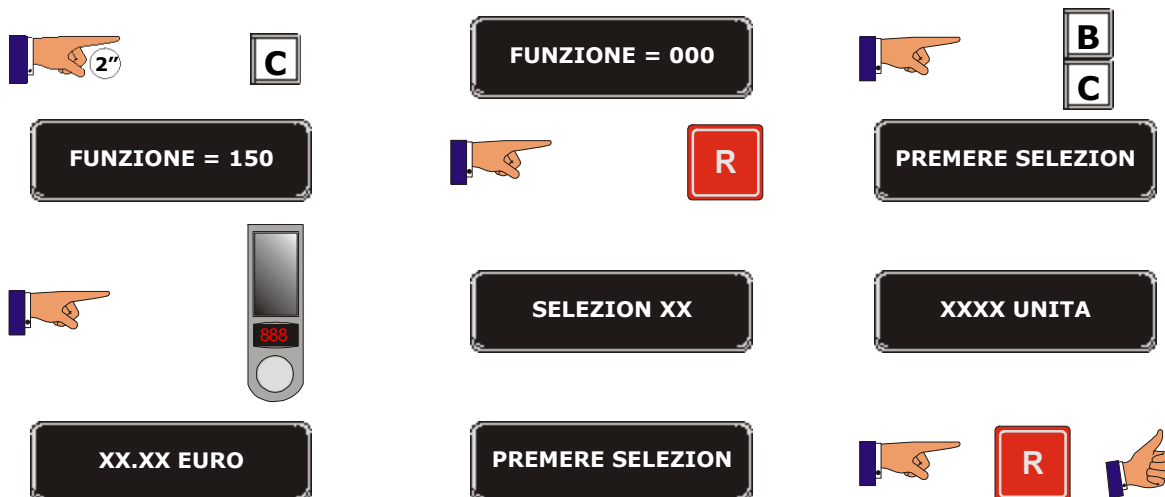 2”
C
FUNZIONE = 000
B
C
FUNZIONE = 150
R
PREMERE SELEZION
888
SELEZION XX
XXXX UNITA
XX.XX EURO
PREMERE SELEZION
R